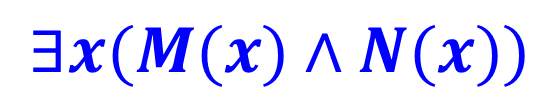 ∃x(M(x) ∧ N(x))